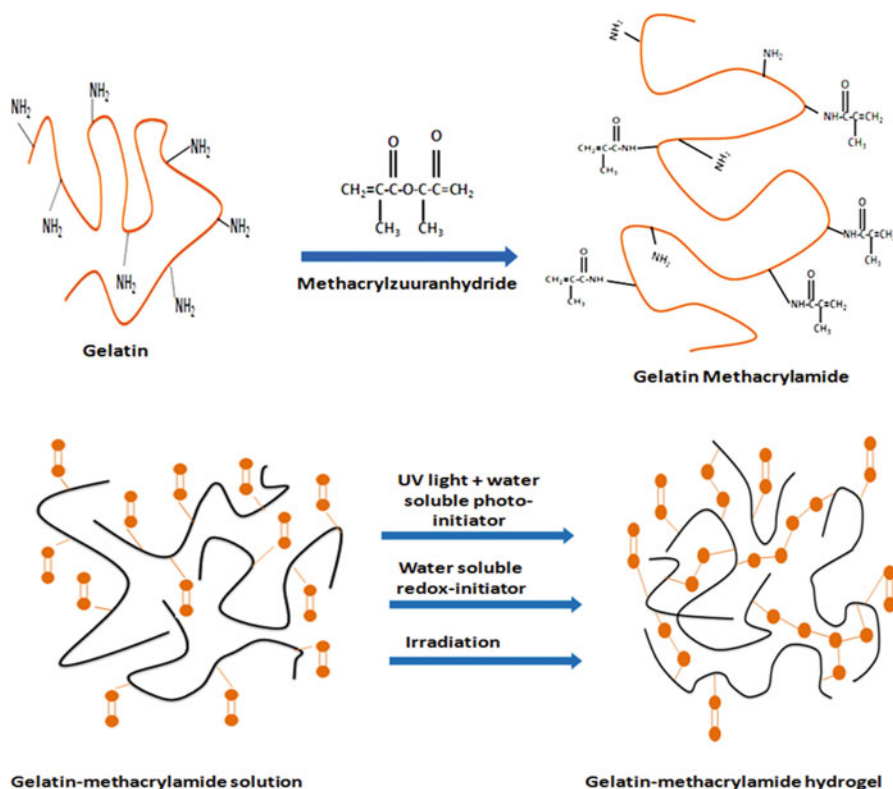 NH₂
NH₂
NH₂
NH₂
NH₂
NH₂
NH₂
NH₂
Gelatin
O O
CH₂=C-C-O-C-C=CH₂
CH₃ CH₃
Methacrylzuuranhydride
NH₂
NH₂
O
NH-C-C=CH₂
CH₃
O
CH₂=C-C-NH
CH₃
NH₂
O
NH-C-C=CH₂
CH₃
O
CH₂=C-C-NH
CH₃
NH₂
O
NH-C-C=CH₂
CH₃
Gelatin Methacrylamide
UV light + water
soluble photo-
initiator
Water soluble
redox-initiator
Irradiation
Gelatin-methacrylamide solution
Gelatin-methacrylamide hydrogel